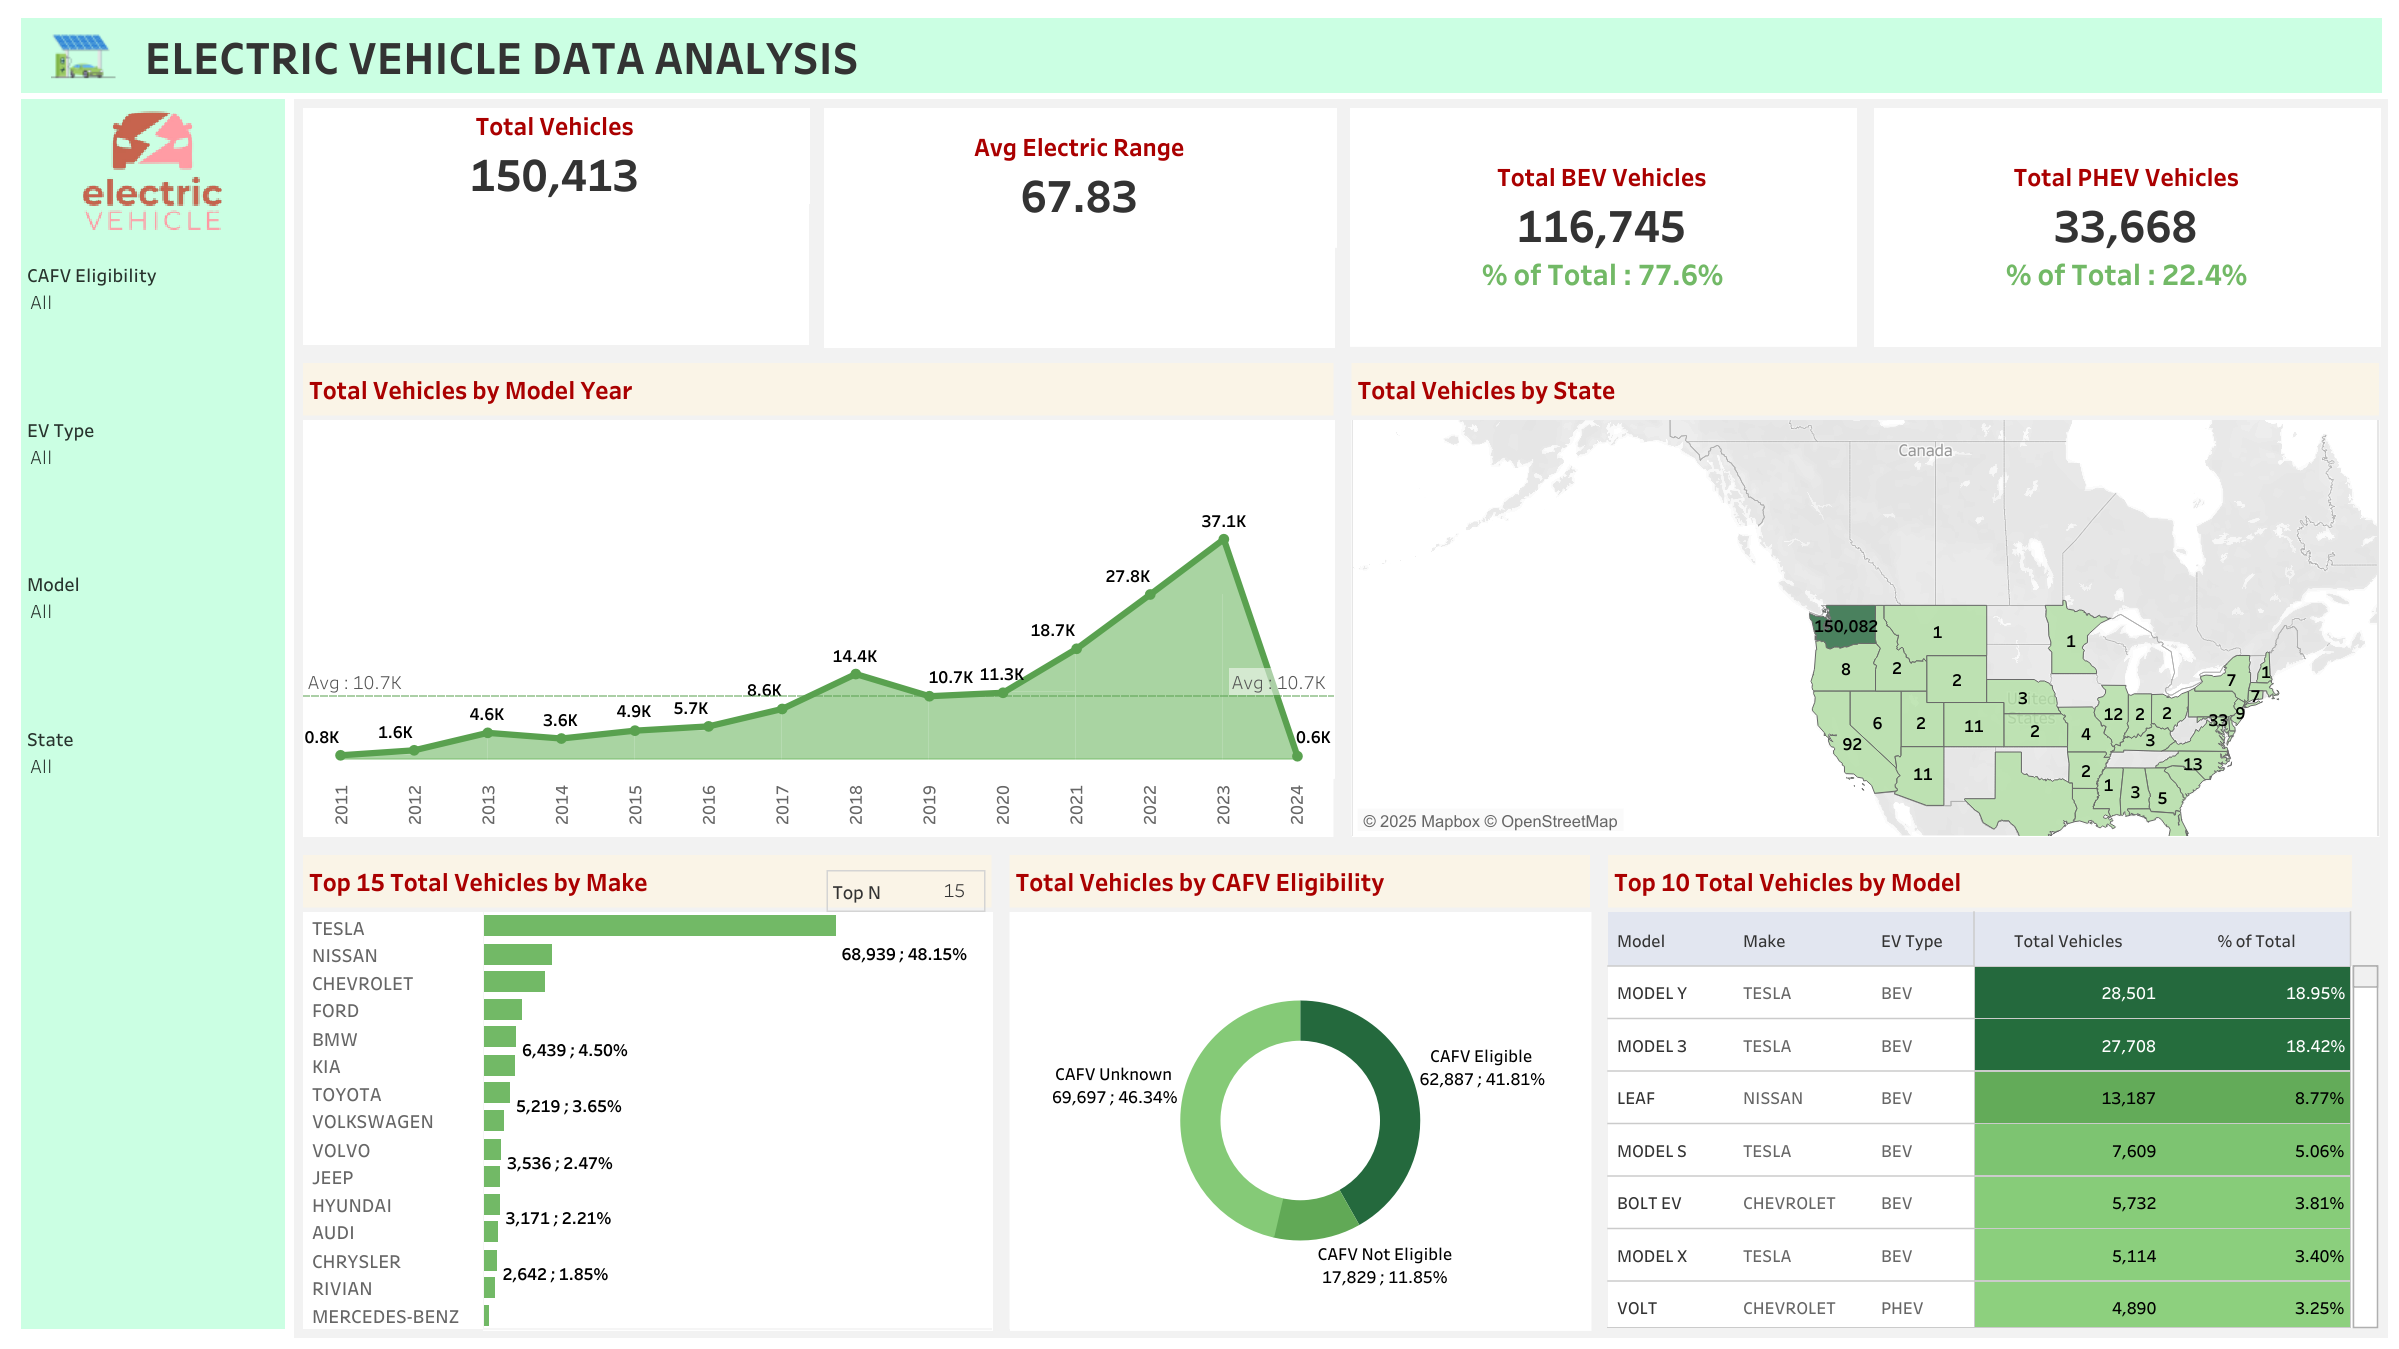 ELECTRIC VEHICLE DATA ANALYSIS
electric
VEHICLE
CAFV Eligibility
All
EV Type
All
Model
All
State
All
Total Vehicles
150,413
Avg Electric Range
67.83
Total BEV Vehicles
116,745
% of Total : 77.6%
Total PHEV Vehicles
33,668
% of Total : 22.4%
Total Vehicles by Model Year
37.1K
27.8K
18.7K
14.4K
10.7K
11.3K
8.6K
5.7K
4.9K
3.6K
4.6K
1.6K
0.8K
0.6K
Avg : 10.7K
Avg : 10.7K
2011
2012
2013
2014
2015
2016
2017
2018
2019
2020
2021
2022
2023
2024
Total Vehicles by State
Canada
United
States
150,082
1
1
8
2
2
7
1
3
7
6
2
11
12
2
2
33
9
92
2
4
3
11
2
13
1
3
5
© 2025 Mapbox © OpenStreetMap
Top 15 Total Vehicles by Make
Top N 15
TESLA
68,939 ; 48.15%
NISSAN
CHEVROLET
FORD
BMW
6,439 ; 4.50%
KIA
TOYOTA
5,219 ; 3.65%
VOLKSWAGEN
VOLVO
3,536 ; 2.47%
JEEP
HYUNDAI
3,171 ; 2.21%
AUDI
CHRYSLER
2,642 ; 1.85%
RIVIAN
MERCEDES-BENZ
Total Vehicles by CAFV Eligibility
CAFV Eligible
62,887 ; 41.81%
CAFV Unknown
69,697 ; 46.34%
CAFV Not Eligible
17,829 ; 11.85%
Top 10 Total Vehicles by Model
Model Make EV Type Total Vehicles % of Total
MODEL Y TESLA BEV 28,501 18.95%
MODEL 3 TESLA BEV 27,708 18.42%
LEAF NISSAN BEV 13,187 8.77%
MODEL S TESLA BEV 7,609 5.06%
BOLT EV CHEVROLET BEV 5,732 3.81%
MODEL X TESLA BEV 5,114 3.40%
VOLT CHEVROLET PHEV 4,890 3.25%